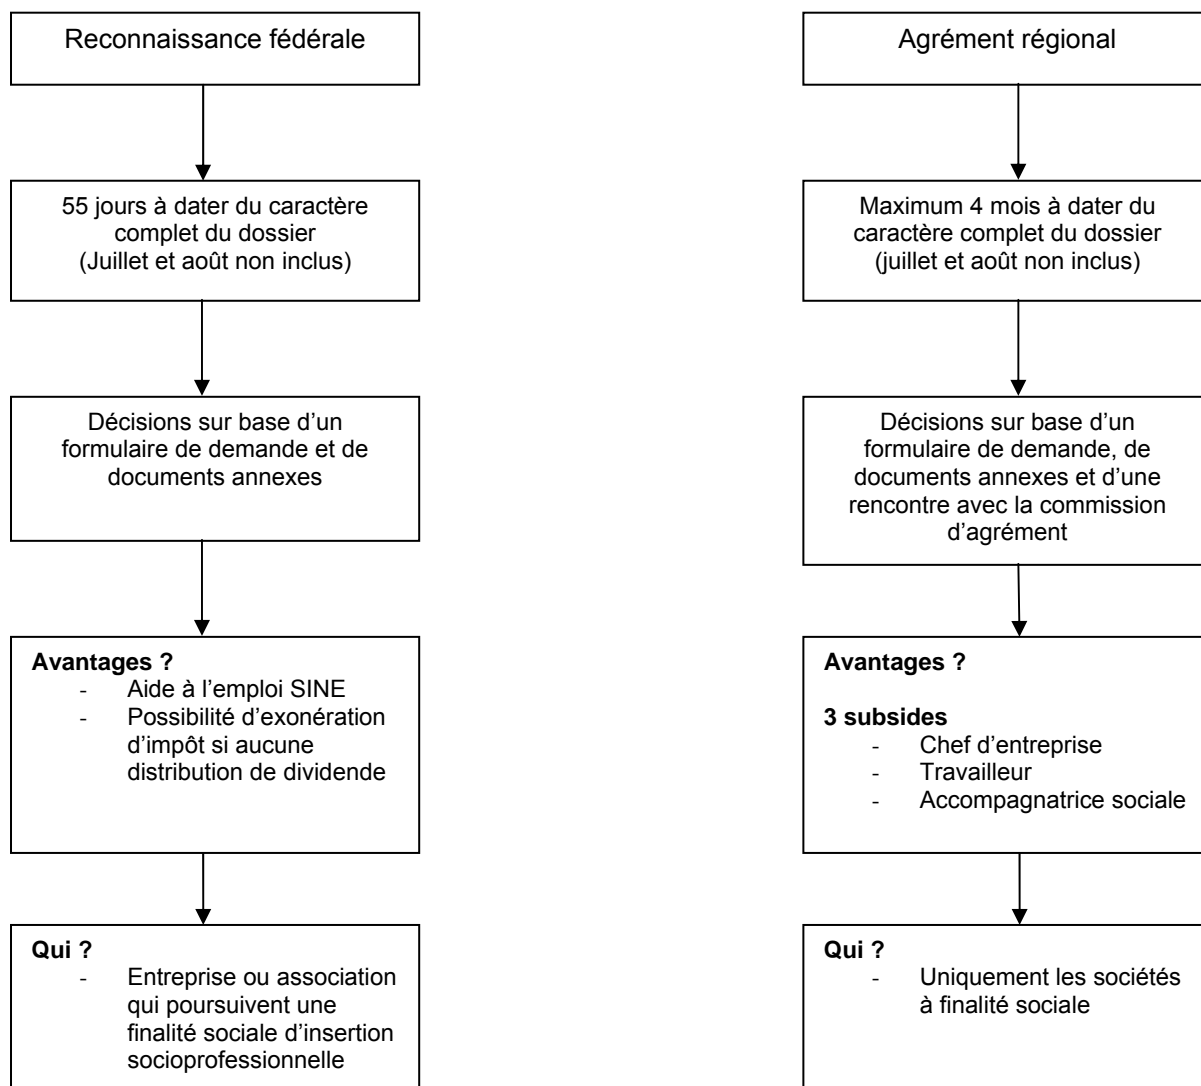 Reconnaissance fédérale
55 jours à dater du caractère
complet du dossier
(Juillet et août non inclus)
Décisions sur base d’un
formulaire de demande et de
documents annexes
Avantages ?
- Aide à l’emploi SINE
- Possibilité d’exonération
d’impôt si aucune
distribution de dividende
Qui ?
- Entreprise ou association
qui poursuivent une
finalité sociale d’insertion
socioprofessionnelle
Agrément régional
Maximum 4 mois à dater du
caractère complet du dossier
(juillet et août non inclus)
Décisions sur base d’un
formulaire de demande, de
documents annexes et d’une
rencontre avec la commission
d’agrément
Avantages ?
3 subsides
- Chef d’entreprise
- Travailleur
- Accompagnatrice sociale
Qui ?
- Uniquement les sociétés
à finalité sociale